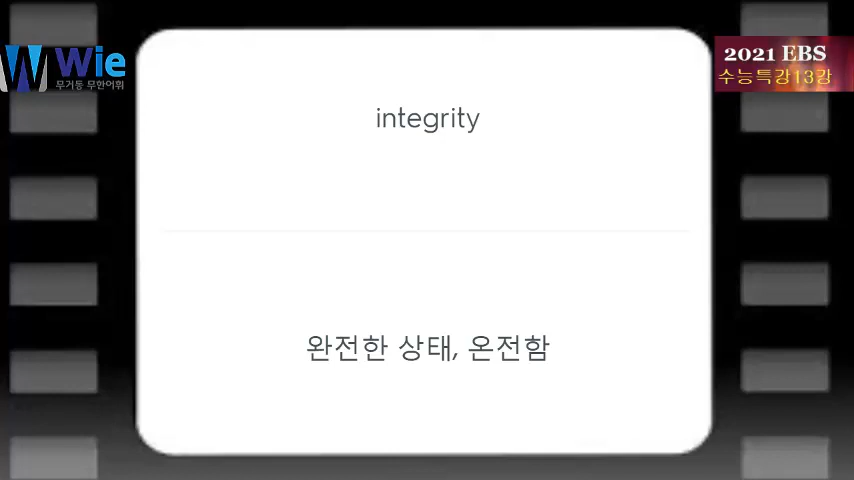 Wie
무거동 무한어휘
2021 EBS
수능특강13강
integrity
완전한 상태, 온전함